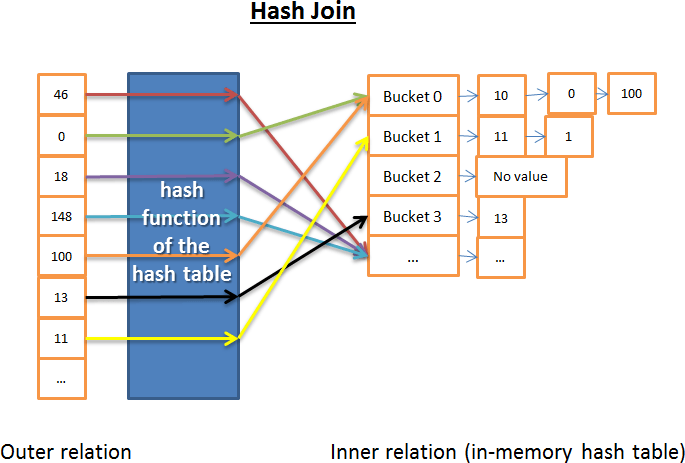 Hash Join
46
0
18
148
100
13
11
...
hash
function
of the
hash table
Bucket 0 10 0 100
Bucket 1 11 1
Bucket 2 No value
Bucket 3 13
... ...
Outer relation
Inner relation (in-memory hash table)